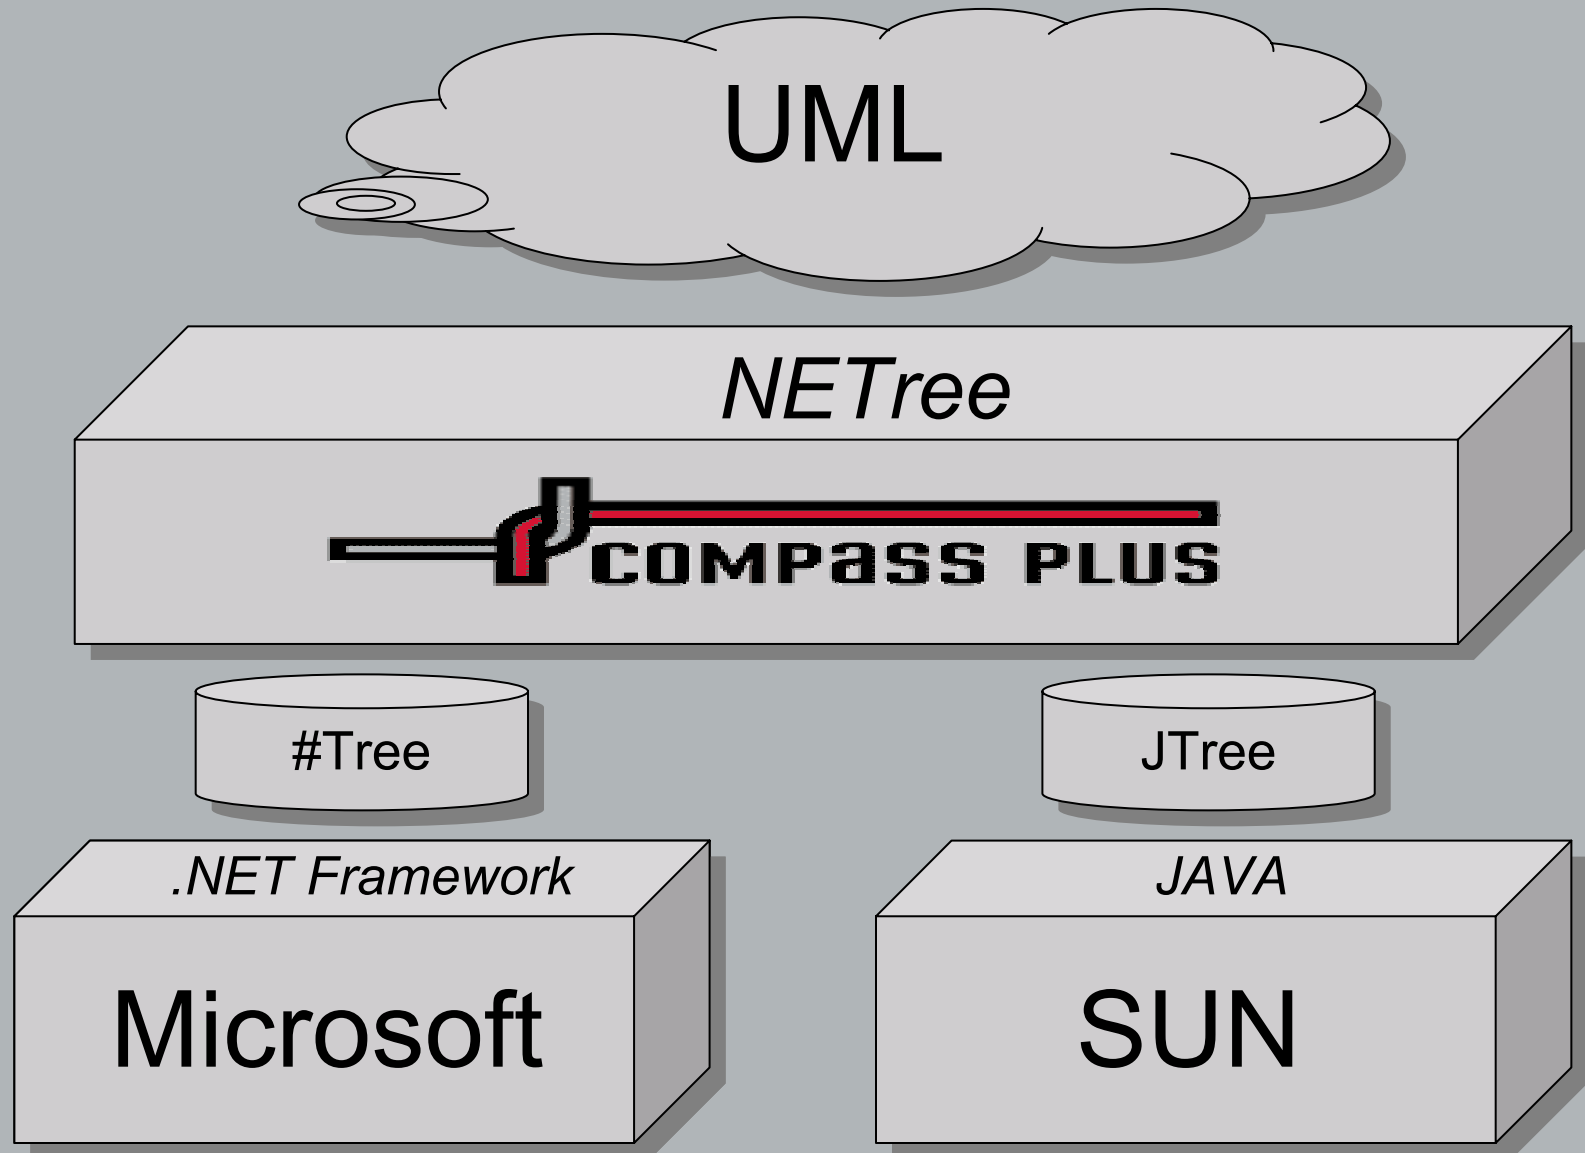 UML
NETree
COMPaSS PLUS
#Tree
JTree
.NET Framework
JAVA
Microsoft
SUN